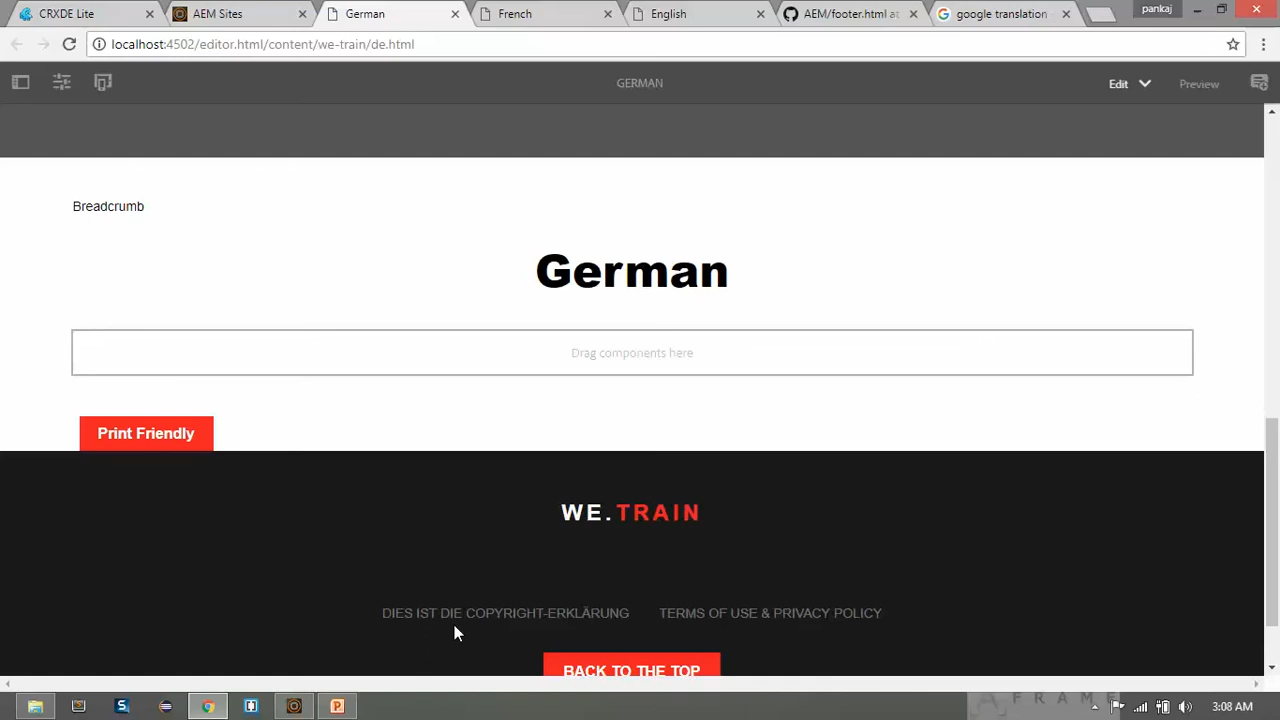 CRXDE Lite
AEM Sites
German
French
English
AEM/footer.html at
google translation -
pankaj
localhost:4502/editor.html/content/we-train/de.html
GERMAN
Edit
Preview
Breadcrumb
German
Drag components here
Print Friendly
WE.TRAIN
DIES IST DIE COPYRIGHT-ERKLÄRUNG
TERMS OF USE & PRIVACY POLICY
BACK TO THE TOP
FRAME
3:08 AM